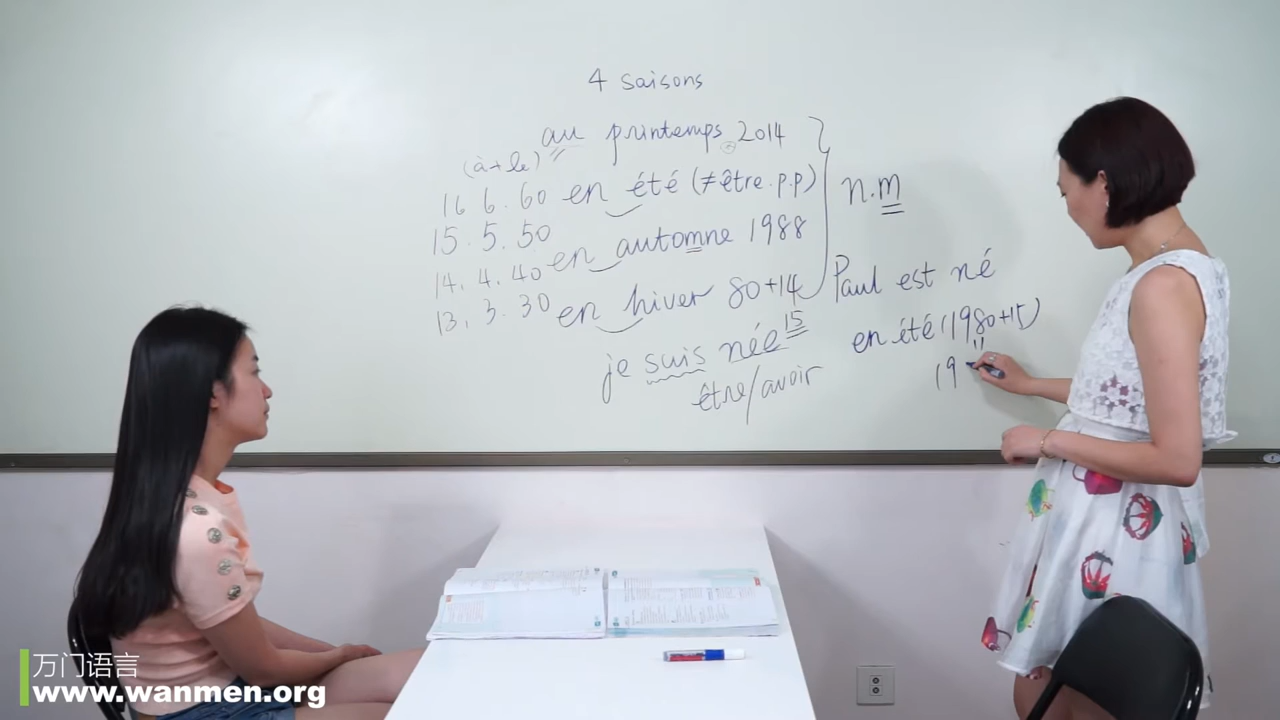 4 saisons
au printemps 2014
(à+le)
16 6. 60 en été (≠être.p.p)
15. 5. 50
n.m
en automne 1988
14. 4. 40
en hiver 80+14
13. 3. 30
Paul est né
je suis née 15
en été (1980+15)
être/avoir
19
万门语言
www.wanmen.org